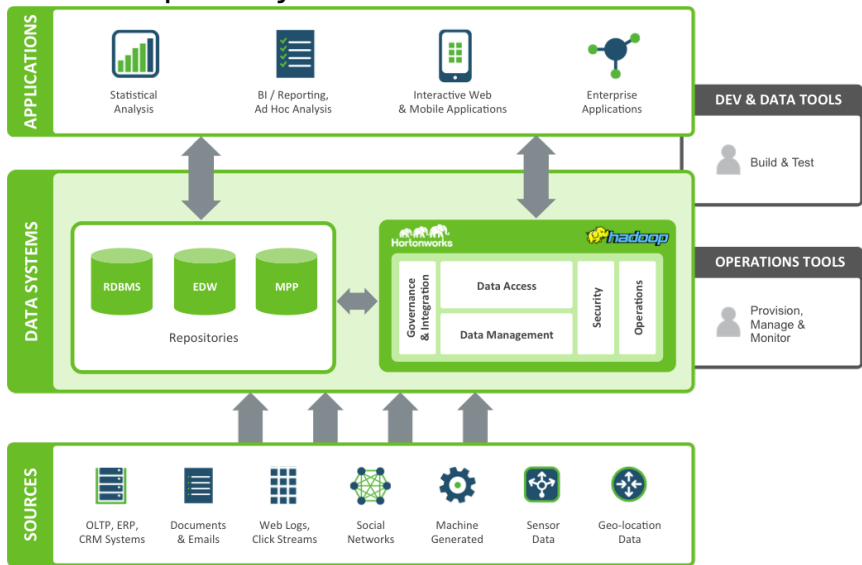 APPLICATIONS
Statistical
Analysis
BI / Reporting,
Ad Hoc Analysis
Interactive Web
& Mobile Applications
Enterprise
Applications
DEV & DATA TOOLS
Build & Test
DATA SYSTEMS
RDBMS
EDW
MPP
Repositories
Hortonworks
hadoop
Governance
& Integration
Data Access
Data Management
Security
Operations
OPERATIONS TOOLS
Provision,
Manage &
Monitor
SOURCES
OLTP, ERP,
CRM Systems
Documents
& Emails
Web Logs,
Click Streams
Social
Networks
Machine
Generated
Sensor
Data
Geo-location
Data